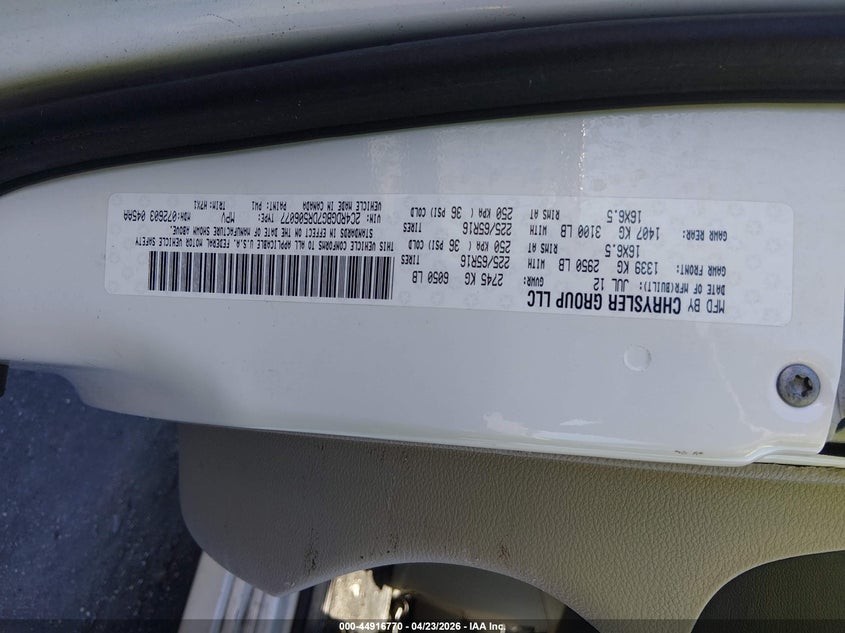 MFD BY CHRYSLER GROUP LLC
DATE OF MFR(BUILT): JUL 12 GVWR: 2745 KG 6050 LB
GAWR FRONT: 1339 KG 2950 LB WITH 225/65R16 TIRES
16X6.5 RIMS AT 250 KPA ( 36 PSI) COLD
GAWR REAR: 1407 KG 3100 LB WITH 225/65R16 TIRES
16X6.5 RIMS AT 250 KPA ( 36 PSI) COLD
THIS VEHICLE CONFORMS TO ALL APPLICABLE U.S.A. FEDERAL MOTOR VEHICLE SAFETY
STANDARDS IN EFFECT ON THE DATE OF MANUFACTURE SHOWN ABOVE.
VIN: 2C4RDGBG7DR506077 TYPE: MPV MDH:072603 045AA
VEHICLE MADE IN CANADA PAINT: PW1 TRIM:H7X1
000-44916770 - 04/23/2026 - IAA Inc.